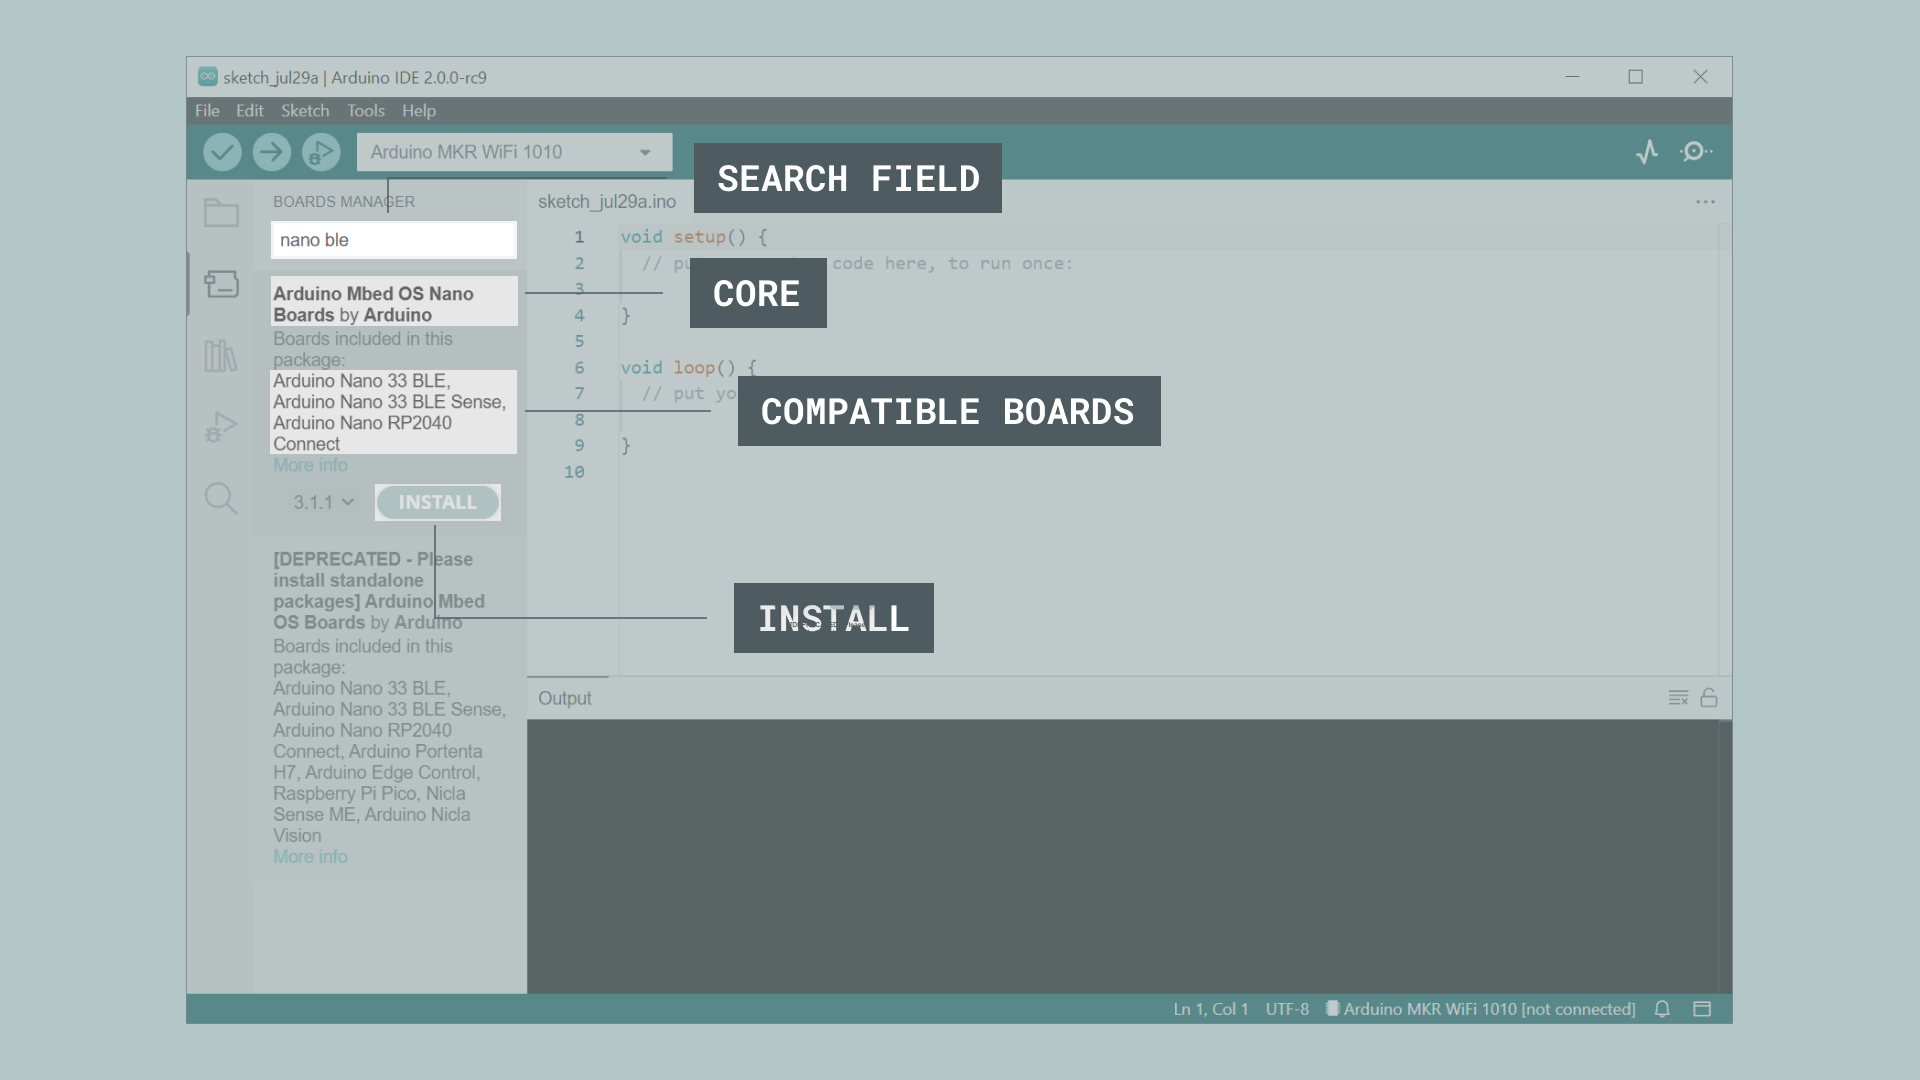 sketch_jul29a | Arduino IDE 2.0.0-rc9
File Edit Sketch Tools Help
Arduino MKR WiFi 1010
SEARCH FIELD
BOARDS MANAGER
nano ble
Arduino Mbed OS Nano
Boards by Arduino
Boards included in this
package:
Arduino Nano 33 BLE,
Arduino Nano 33 BLE Sense,
Arduino Nano RP2040
Connect
More info
3.1.1
INSTALL
[DEPRECATED - Please
install standalone
packages] Arduino Mbed
OS Boards by Arduino
Boards included in this
package:
Arduino Nano 33 BLE,
Arduino Nano 33 BLE Sense,
Arduino Nano RP2040
Connect, Arduino Portenta
H7, Arduino Edge Control,
Raspberry Pi Pico, Nicla
Sense ME, Arduino Nicla
Vision
More info
sketch_jul29a.ino
1 void setup() {
2 // pu code here, to run once:
3
4 }
5
6 void loop() {
7 // put yo
8
9 }
10
CORE
COMPATIBLE BOARDS
INSTALL
Output
Ln 1, Col 1 UTF-8 Arduino MKR WiFi 1010 [not connected]